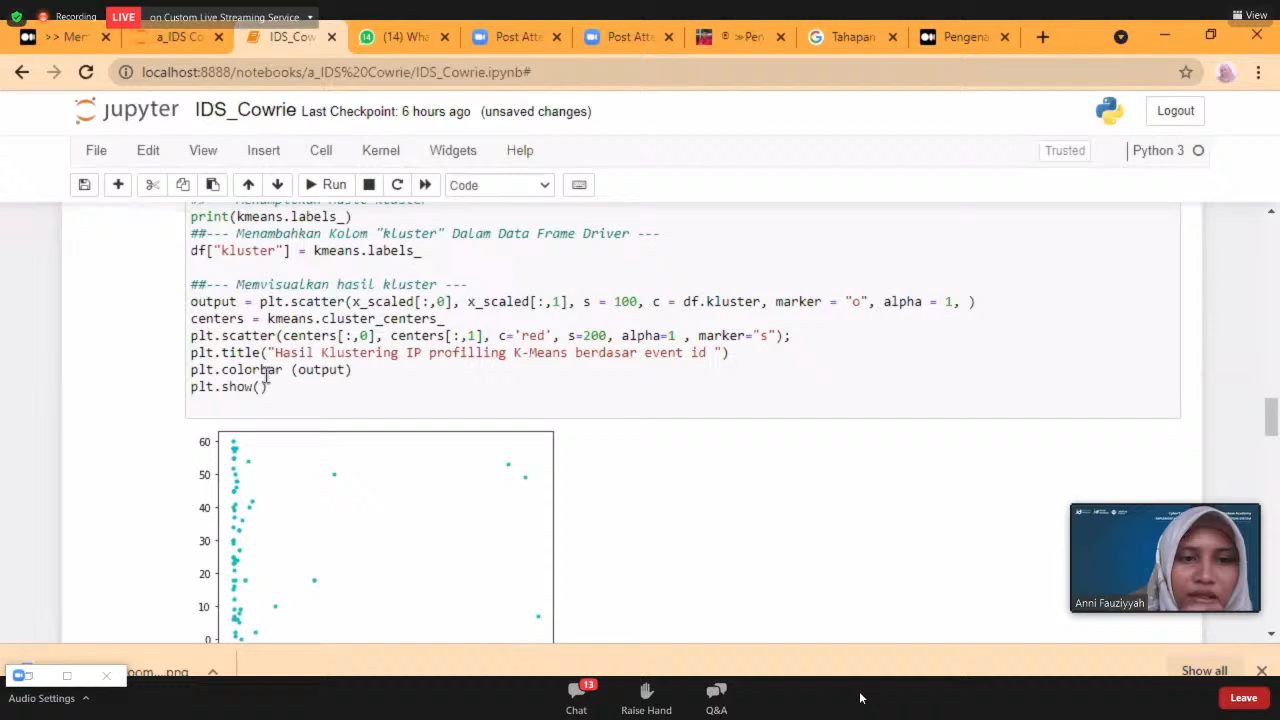 Recording
LIVE
on Custom Live Streaming Service
View
>> Mer
a_IDS Co
IDS_Cow
14
(14) Wha
Post Atte
Post Atte
® >Pen
Tahapan
Pengena
localhost:8888/notebooks/a_IDS%20Cowrie/IDS_Cowrie.ipynb#
jupyter IDS_Cowrie Last Checkpoint: 6 hours ago (unsaved changes)
Logout
File Edit View Insert Cell Kernel Widgets Help
Trusted
Python 3
Run
Code
print(kmeans.labels_)
##--- Menambahkan Kolom "kluster" Dalam Data Frame Driver ---
df["kluster"] = kmeans.labels_
##--- Memvisualkan hasil kluster ---
output = plt.scatter(x_scaled[:,0], x_scaled[:,1], s = 100, c = df.kluster, marker = "o", alpha = 1, )
centers = kmeans.cluster_centers_
plt.scatter(centers[:,0], centers[:,1], c='red', s=200, alpha=1 , marker="s");
plt.title("Hasil Klustering IP profilling K-Means berdasar event id ")
plt.colorbar (output)
plt.show()
60
50
40
30
20
10
0
Anni Fauziyyah
oom....png
Show all
Audio Settings
13
Chat
Raise Hand
Q&A
Leave